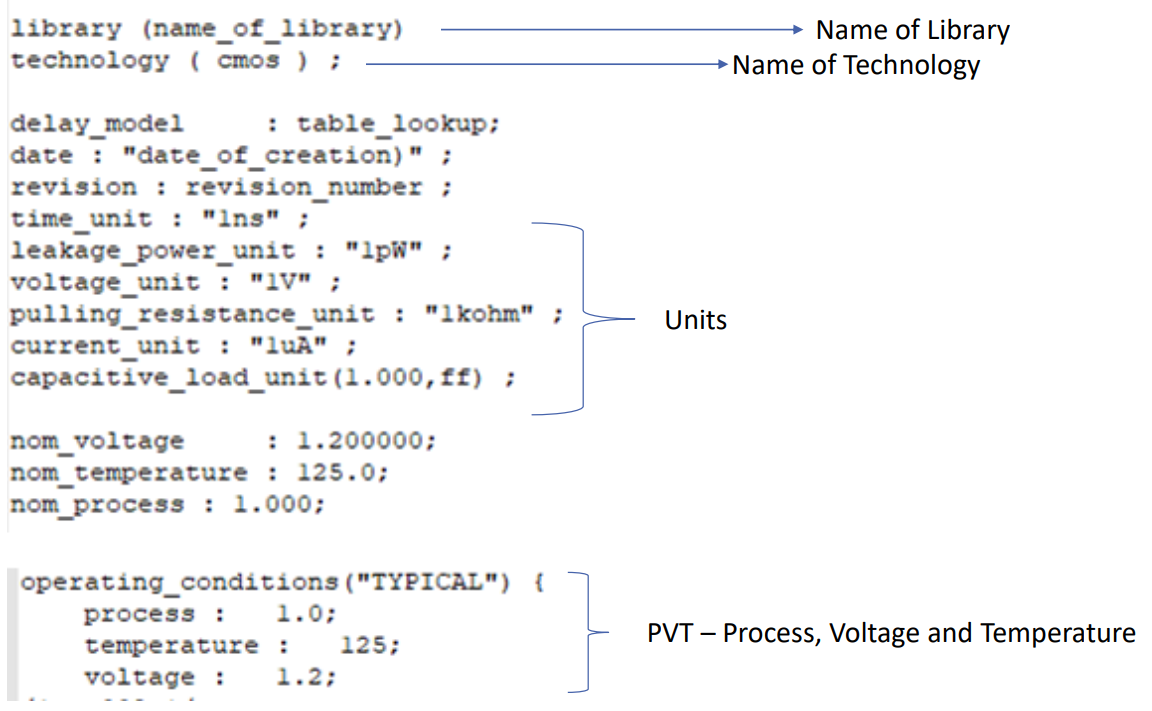 library (name_of_library)
Name of Library
technology ( cmos ) ;
Name of Technology
delay_model : table_lookup;
date : "date_of_creation)" ;
revision : revision_number ;
time_unit : "1ns" ;
leakage_power_unit : "1pW" ;
voltage_unit : "1V" ;
pulling_resistance_unit : "1kohm" ;
current_unit : "1uA" ;
capacitive_load_unit(1.000,ff) ;
Units
nom_voltage : 1.200000;
nom_temperature : 125.0;
nom_process : 1.000;
operating_conditions("TYPICAL") {
process : 1.0;
temperature : 125;
voltage : 1.2;
PVT – Process, Voltage and Temperature